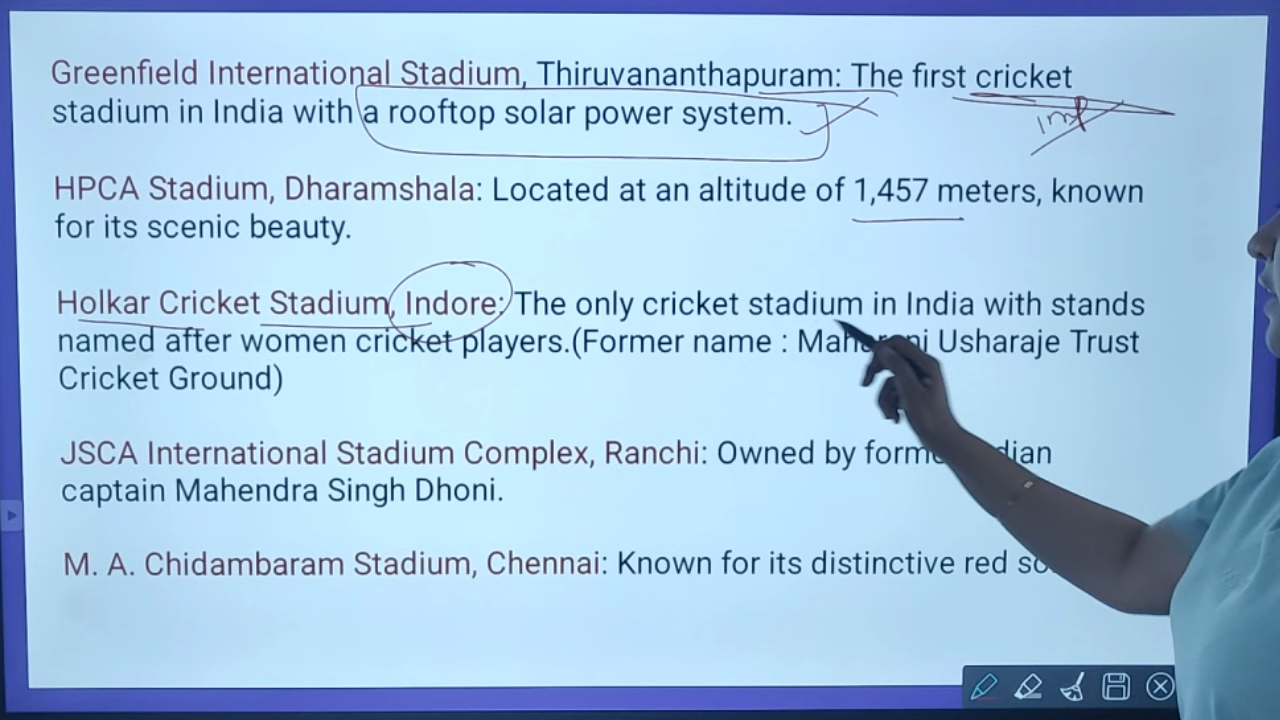 Greenfield International Stadium, Thiruvananthapuram: The first cricket
stadium in India with a rooftop solar power system.
imp
HPCA Stadium, Dharamshala: Located at an altitude of 1,457 meters, known
for its scenic beauty.
Holkar Cricket Stadium, Indore: The only cricket stadium in India with stands
named after women cricket players.(Former name : Maharani Usharaje Trust
Cricket Ground)
JSCA International Stadium Complex, Ranchi: Owned by
captain Mahendra Singh Dhoni.
M. A. Chidambaram Stadium, Chennai: Known for its distinctive red